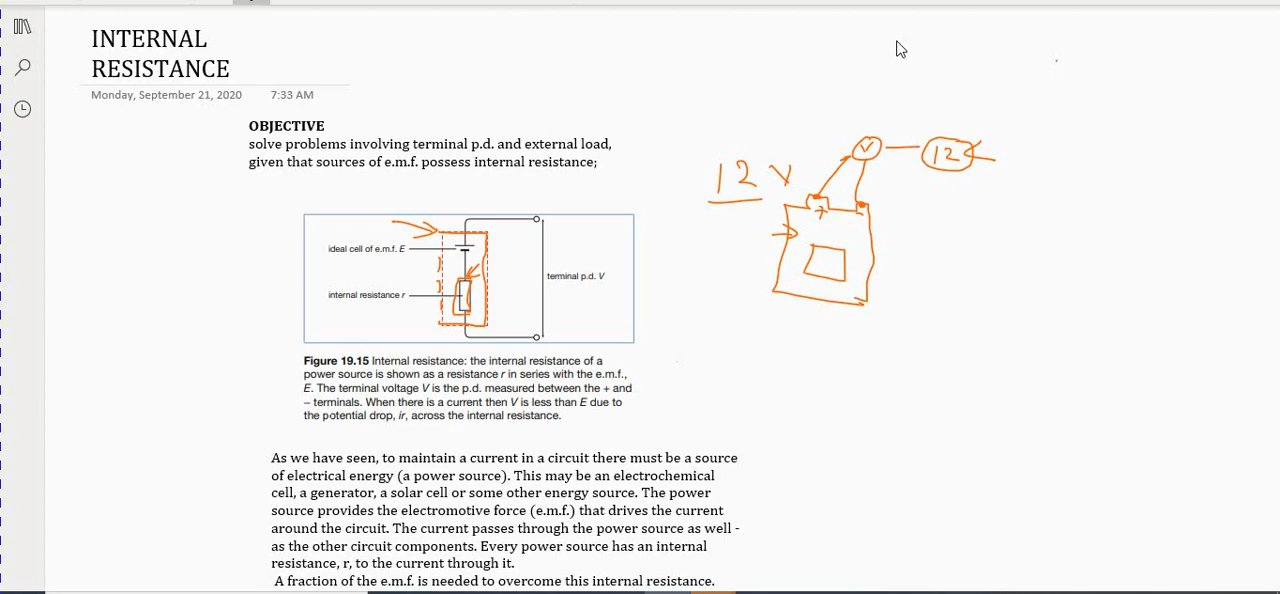 INTERNAL
RESISTANCE
Monday, September 21, 2020 7:33 AM
OBJECTIVE
solve problems involving terminal p.d. and external load,
given that sources of e.m.f. possess internal resistance;
12 V
V
12
+
ideal cell of e.m.f. E
terminal p.d. V
internal resistance r
Figure 19.15 Internal resistance: the internal resistance of a
power source is shown as a resistance r in series with the e.m.f.,
E. The terminal voltage V is the p.d. measured between the + and
– terminals. When there is a current then V is less than E due to
the potential drop, ir, across the internal resistance.
As we have seen, to maintain a current in a circuit there must be a source
of electrical energy (a power source). This may be an electrochemical
cell, a generator, a solar cell or some other energy source. The power
source provides the electromotive force (e.m.f.) that drives the current
around the circuit. The current passes through the power source as well -
as the other circuit components. Every power source has an internal
resistance, r, to the current through it.
A fraction of the e.m.f. is needed to overcome this internal resistance.